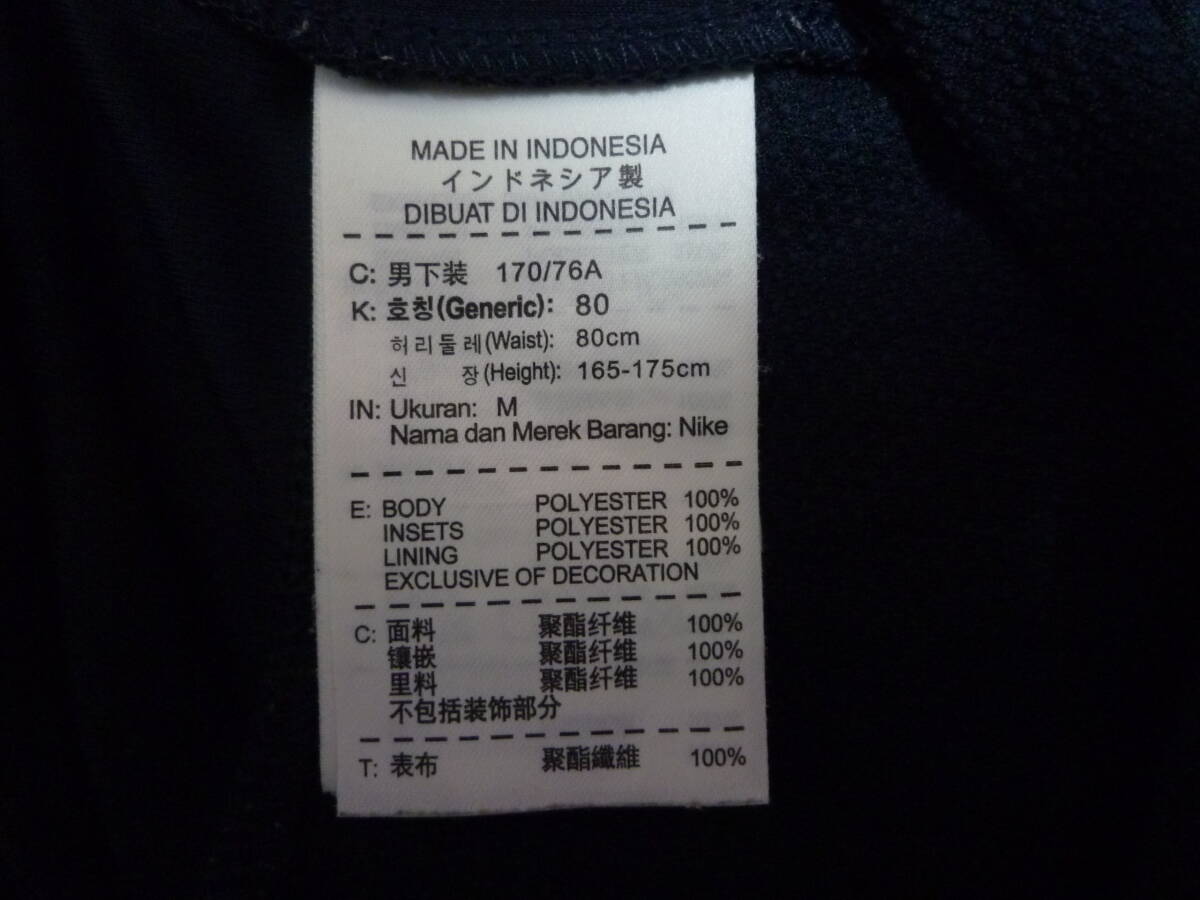 MADE IN INDONESIA
インドネシア製
DIBUAT DI INDONESIA
C: 男下装 170/76A
K: 호칭(Generic): 80
허리둘레(Waist): 80cm
신 장(Height): 165-175cm
IN: Ukuran: M
Nama dan Merek Barang: Nike
E: BODY POLYESTER 100%
INSETS POLYESTER 100%
LINING POLYESTER 100%
EXCLUSIVE OF DECORATION
C: 面料 聚酯纤维 100%
镶嵌 聚酯纤维 100%
里料 聚酯纤维 100%
不包括装饰部分
T: 表布 聚酯纖維 100%